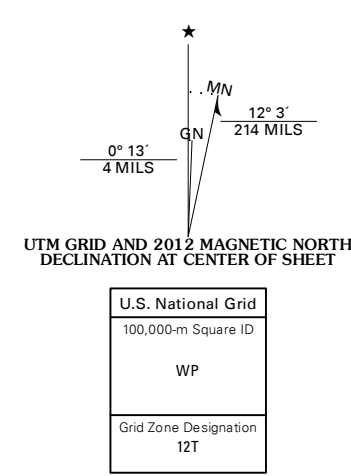 ★
MN
GN
12° 3´
214 MILS
0° 13´
4 MILS
UTM GRID AND 2012 MAGNETIC NORTH
DECLINATION AT CENTER OF SHEET
U.S. National Grid
100,000-m Square ID
WP
Grid Zone Designation
12T